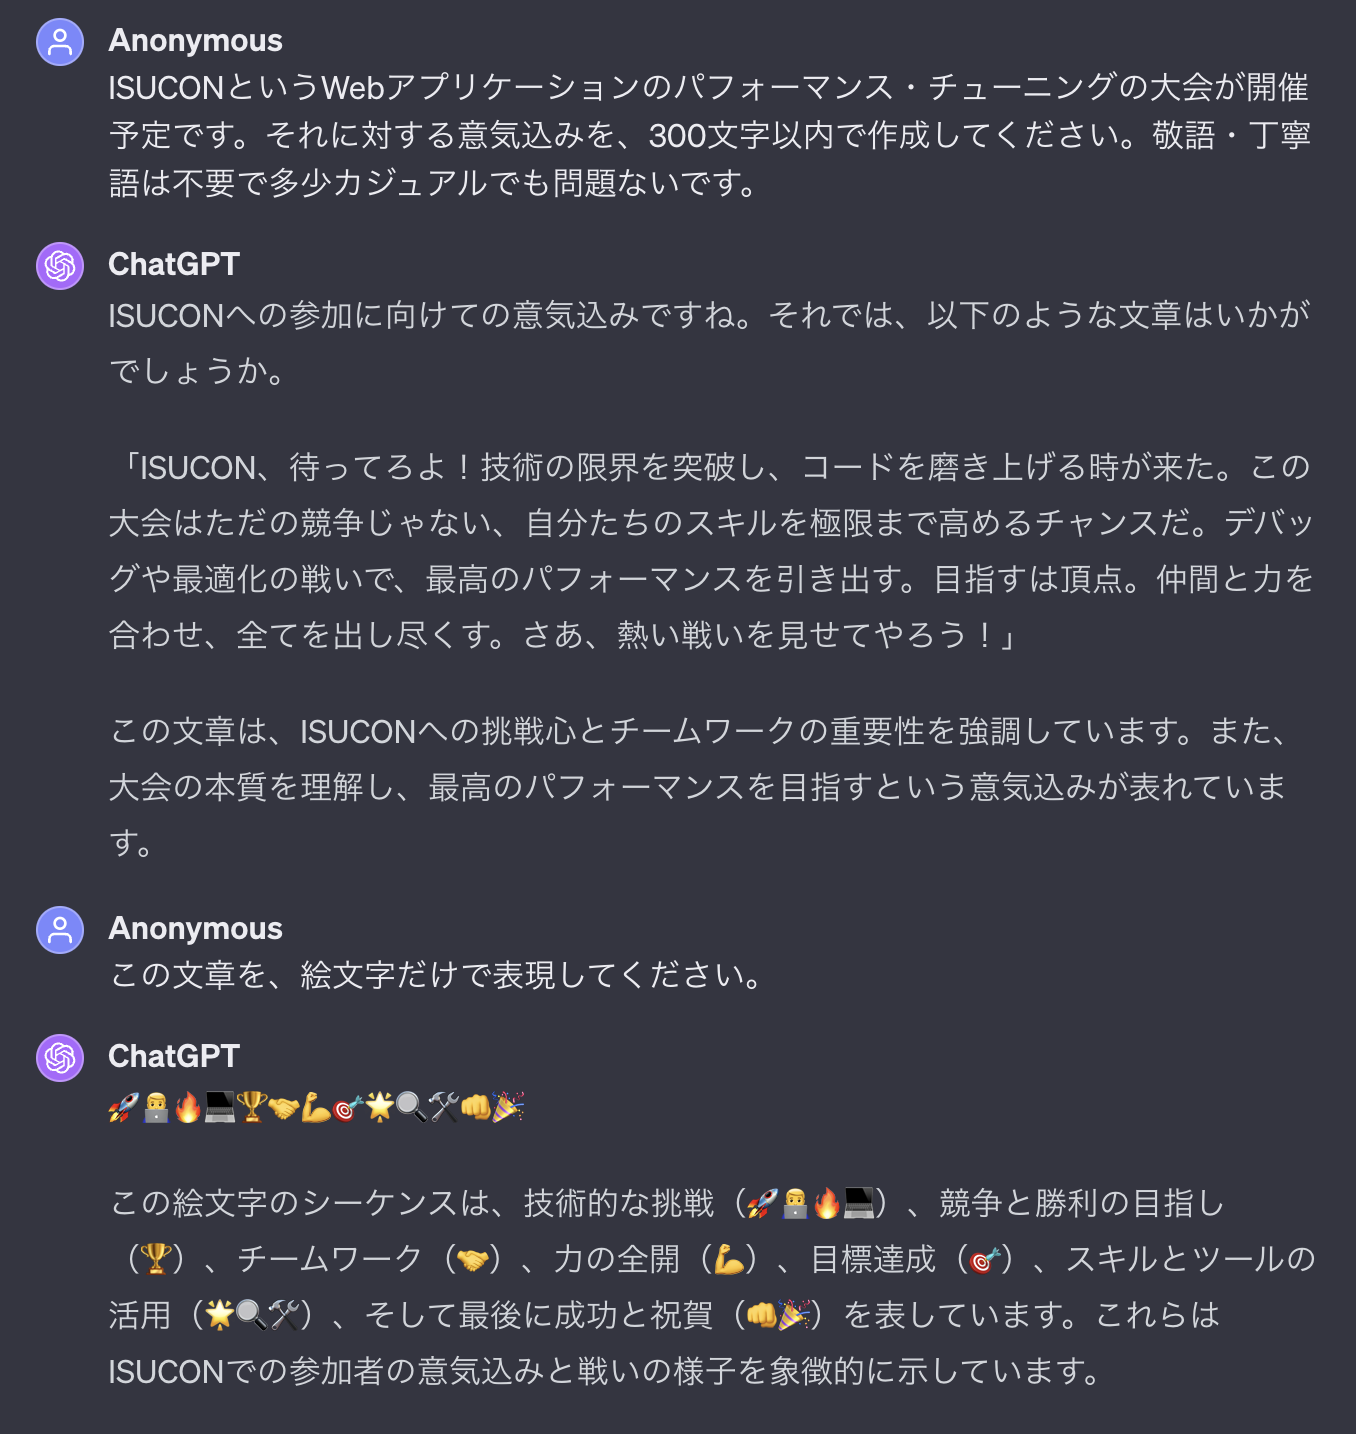 Anonymous
ISUCONというWebアプリケーションのパフォーマンス・チューニングの大会が開催
予定です。それに対する意気込みを、300文字以内で作成してください。敬語・丁寧
語は不要で多少カジュアルでも問題ないです。
ChatGPT
ISUCONへの参加に向けての意気込みですね。それでは、以下のような文章はいかが
でしょうか。
「ISUCON、待ってろよ！技術の限界を突破し、コードを磨き上げる時が来た。この
大会はただの競争じゃない、自分たちのスキルを極限まで高めるチャンスだ。デバッ
グや最適化の戦いで、最高のパフォーマンスを引き出す。目指すは頂点。仲間と力を
合わせ、全てを出し尽くす。さあ、熱い戦いを見せてやろう！」
この文章は、ISUCONへの挑戦心とチームワークの重要性を強調しています。また、
大会の本質を理解し、最高のパフォーマンスを目指すという意気込みが表れていま
す。
Anonymous
この文章を、絵文字だけで表現してください。
ChatGPT
🚀👨‍💻🔥💻🏆🤝💪🎯🌟🔍🛠️👊🎉
この絵文字のシーケンスは、技術的な挑戦（🚀👨‍💻🔥💻）、競争と勝利の目指し
（🏆）、チームワーク（🤝）、力の全開（💪）、目標達成（🎯）、スキルとツールの
活用（🌟🔍🛠️）、そして最後に成功と祝賀（👊🎉）を表しています。これらは
ISUCONでの参加者の意気込みと戦いの様子を象徴的に示しています。